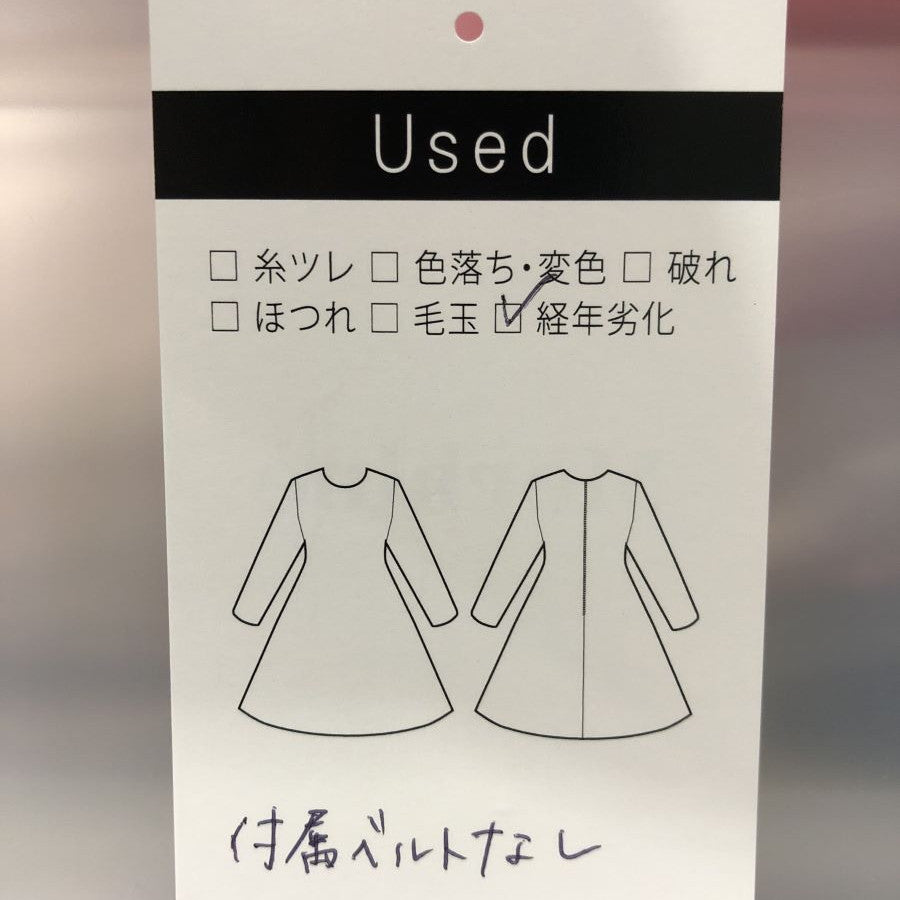 Used
□ 糸ツレ □ 色落ち・変色 □ 破れ
□ ほつれ □ 毛玉 ☑ 経年劣化
付属ベルトなし